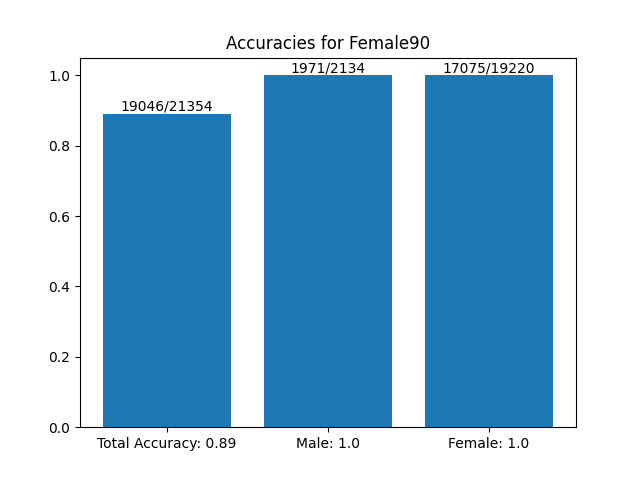 Accuracies for Female90
19046/21354
1971/2134
17075/19220
1.0
0.8
0.6
0.4
0.2
0.0
Total Accuracy: 0.89
Male: 1.0
Female: 1.0